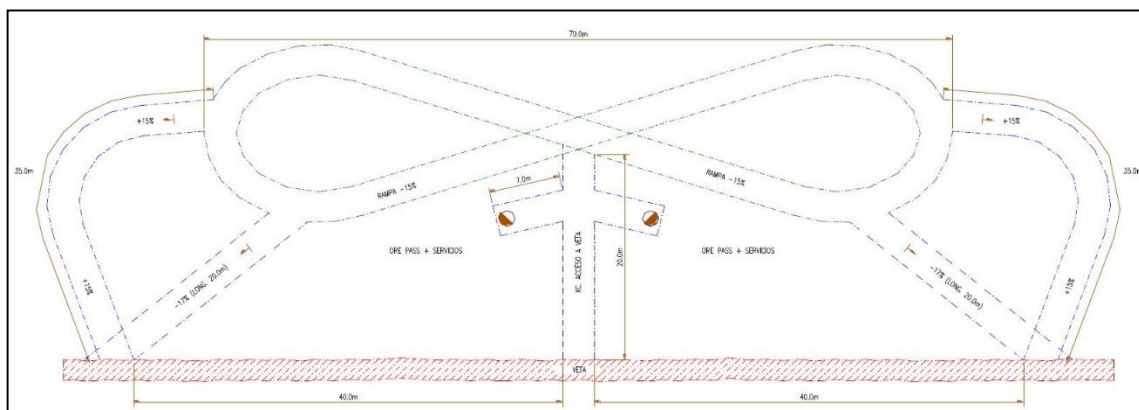 70.0m
+15%
+15%
35.0m
35.0m
7.0m
RAMPA -15%
RAMPA -15%
ORE PASS + SERVICIOS
ORE PASS + SERVICIOS
XC. ACCESO A VETA
20.0m
-17% (LONG. 20.0m)
-17% (LONG. 20.0m)
+15%
+15%
VETA
40.0m
40.0m